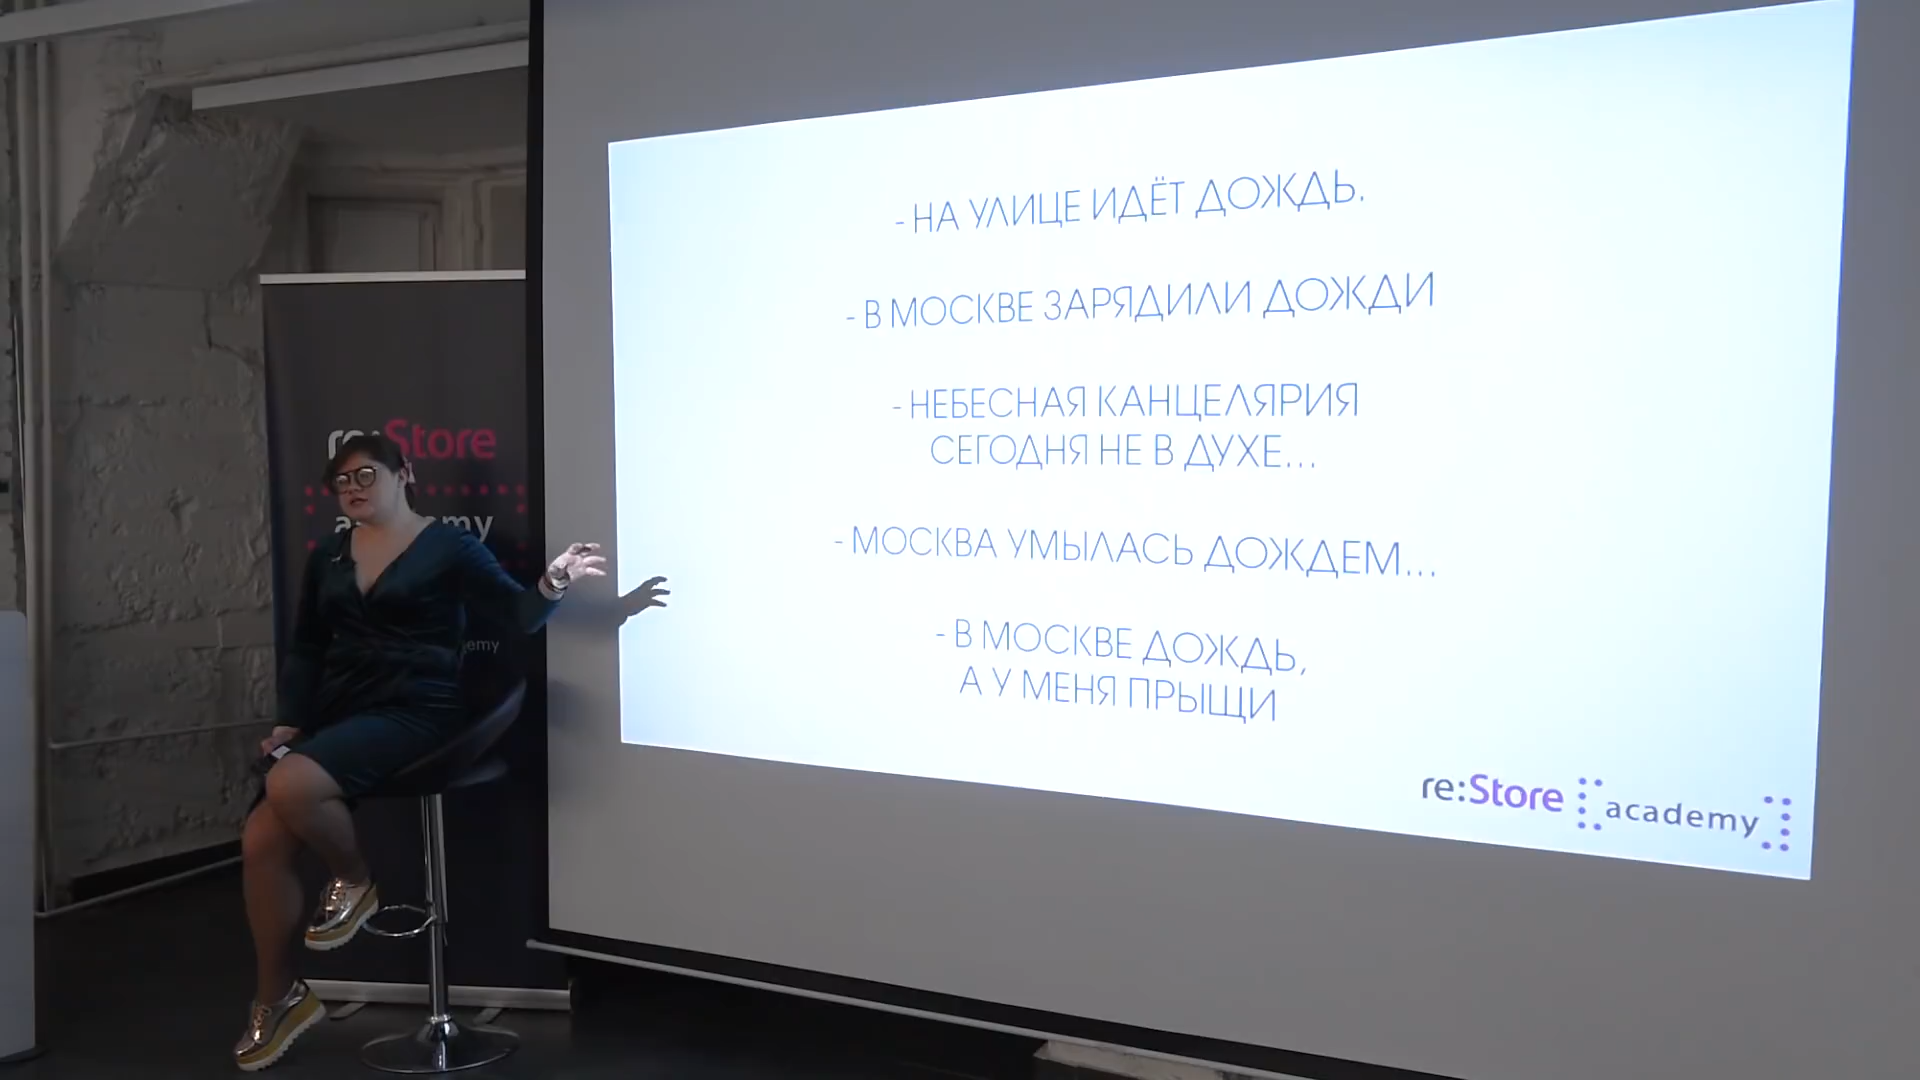 - НА УЛИЦЕ ИДЁТ ДОЖДЬ.
- В МОСКВЕ ЗАРЯДИЛИ ДОЖДИ
- НЕБЕСНАЯ КАНЦЕЛЯРИЯ
СЕГОДНЯ НЕ В ДУХЕ...
- МОСКВА УМЫЛАСЬ ДОЖДЕМ...
- В МОСКВЕ ДОЖДЬ,
А У МЕНЯ ПРЫЩИ
re:Store academy
re:Store